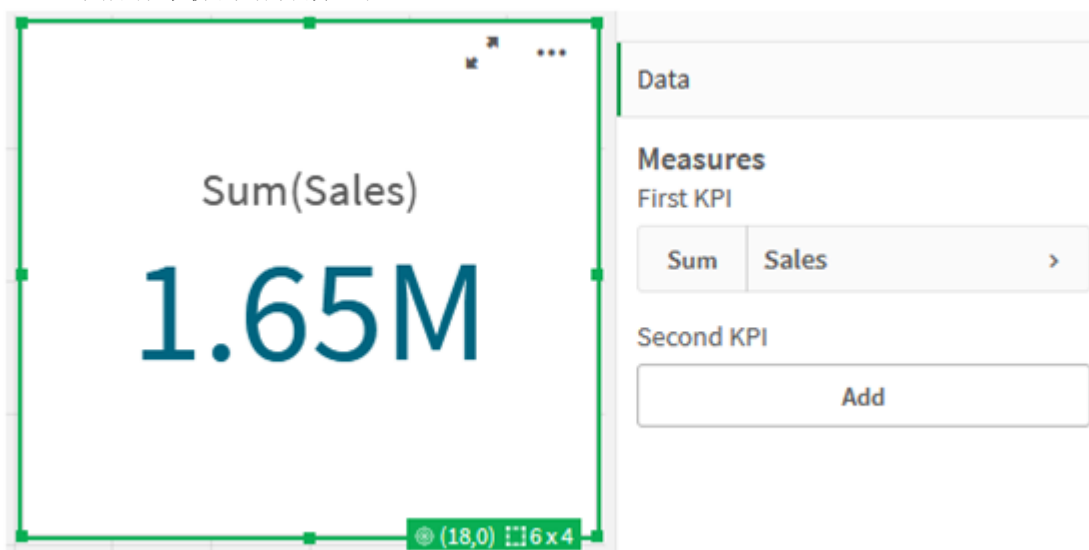 Data
Measures
First KPI
Sum(Sales)
Sum Sales
1.65M
Second KPI
Add
(18,0) 6 x 4